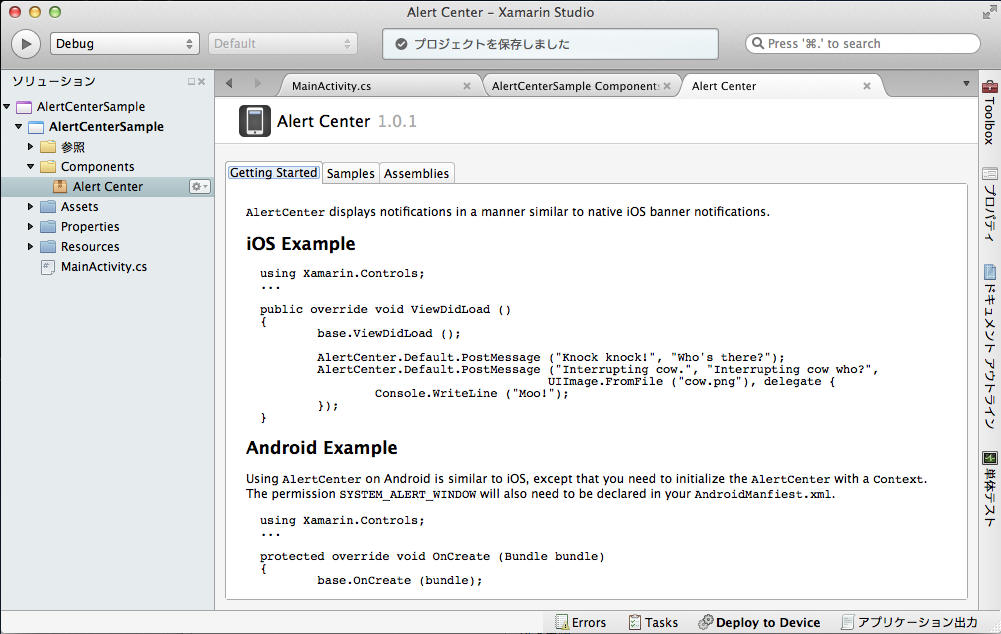 Alert Center – Xamarin Studio
Debug
Default
プロジェクトを保存しました
Press '⌘.' to search
ソリューション
AlertCenterSample
AlertCenterSample
参照
Components
Alert Center
Assets
Properties
Resources
MainActivity.cs
MainActivity.cs
AlertCenterSample Component
Alert Center
Alert Center 1.0.1
Getting Started
Samples
Assemblies
AlertCenter displays notifications in a manner similar to native iOS banner notifications.
iOS Example
using Xamarin.Controls;
...
public override void ViewDidLoad ()
{
base.ViewDidLoad ();
AlertCenter.Default.PostMessage ("Knock knock!", "Who's there?");
AlertCenter.Default.PostMessage ("Interrupting cow.", "Interrupting cow who?",
UIImage.FromFile ("cow.png"), delegate {
Console.WriteLine ("Moo!");
});
}
Android Example
Using AlertCenter on Android is similar to iOS, except that you need to initialize the AlertCenter with a Context.
The permission SYSTEM_ALERT_WINDOW will also need to be declared in your AndroidManfiest.xml.
using Xamarin.Controls;
...
protected override void OnCreate (Bundle bundle)
{
base.OnCreate (bundle);
Toolbox
プロパティ
ドキュメント アウトライン
単体テスト
Errors
Tasks
Deploy to Device
アプリケーション出力